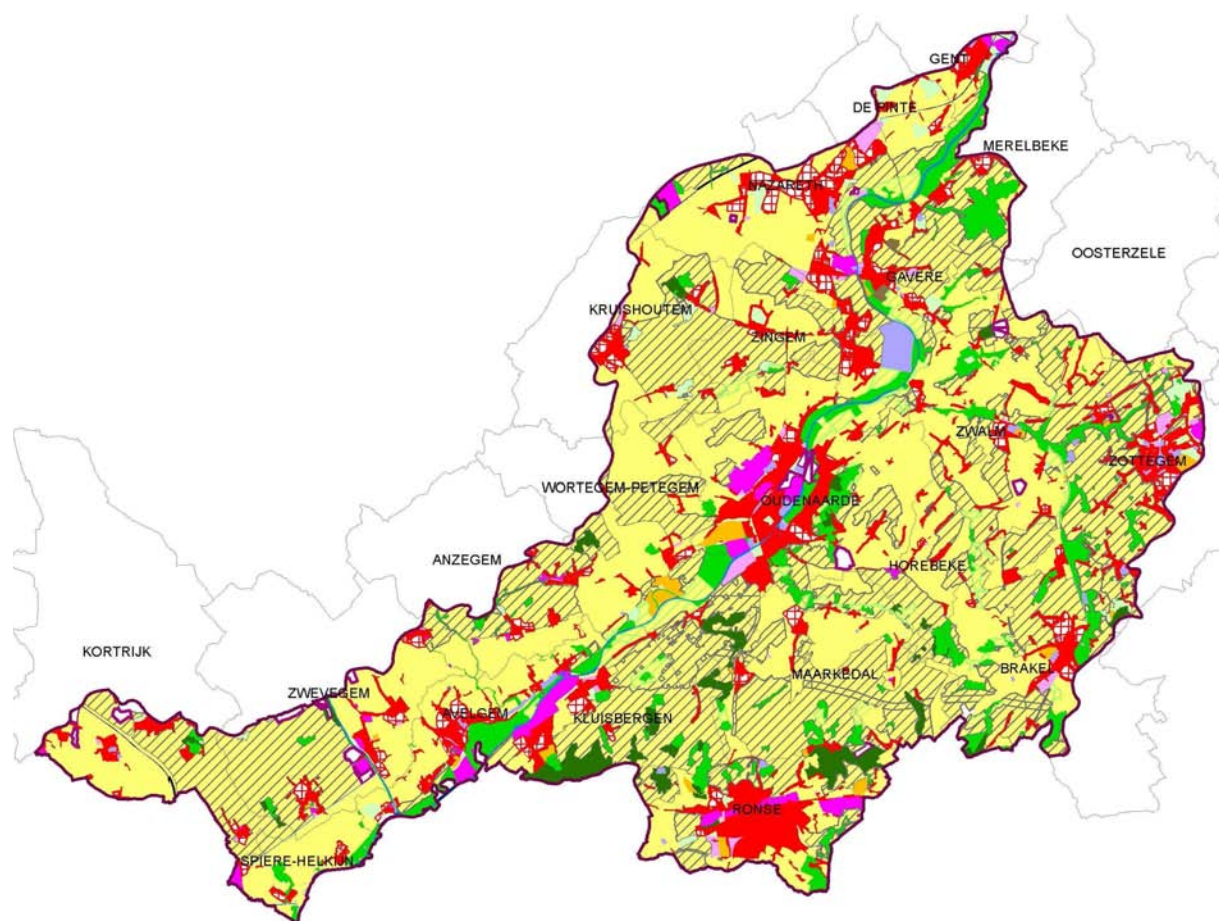 GENT
DE PINTE
MERELBEKE
NAZARETH
OOSTERZELE
GAVERE
KRUISHOUTEM
ZINGEM
ZWALM
ZOTTEGEM
WORTEGEM-PETEGEM
OUDENAARDE
ANZEGEM
HOREBEKE
KORTRIJK
MAARKEDAL
BRAKEL
ZWEVEGEM
AVELGEM
KLUISBERGEN
RONSE
SPIERE-HELKIJN